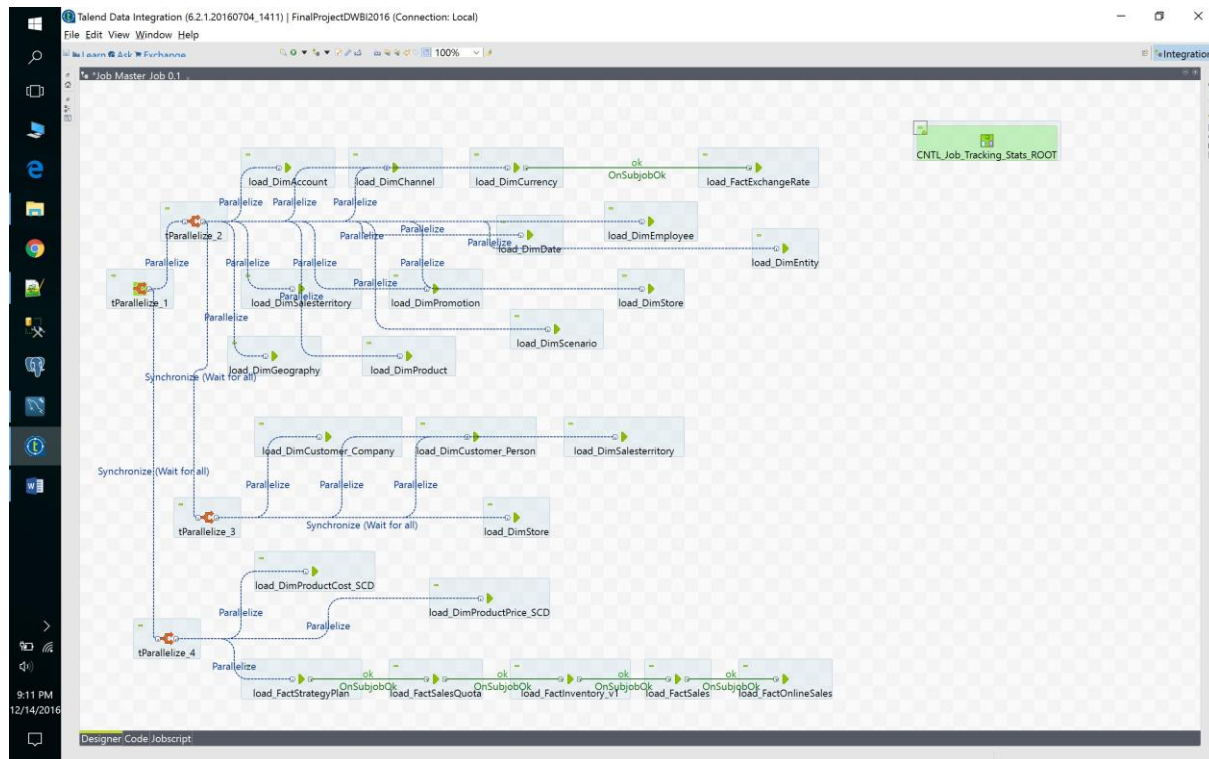 Talend Data Integration (6.2.1.20160704_1411) | FinalProjectDWBI2016 (Connection: Local)
File Edit View Window Help
Learn Ask Exchange
100%
Integration
*Job Master Job 0.1
CNTL_Job_Tracking_Stats_ROOT
load_DimAccount
load_DimChannel
load_DimCurrency
ok
OnSubjobOk
load_FactExchangeRate
Parallelize Parallelize Parallelize
tParallelize_2
Parallelize
Parallelize
Parallelize
load_DimDate
load_DimEmployee
load_DimEntity
Parallelize
Parallelize
Parallelize
Parallelize
tParallelize_1
load_DimSalesterritory
Parallelize
Parallelize
load_DimPromotion
load_DimStore
Parallelize
load_DimScenario
load_DimGeography
load_DimProduct
Synchronize (Wait for all)
load_DimCustomer_Company
load_DimCustomer_Person
load_DimSalesterritory
Synchronize (Wait for all)
Parallelize
Parallelize
Parallelize
tParallelize_3
Synchronize (Wait for all)
load_DimStore
load_DimProductCost_SCD
Parallelize
load_DimProductPrice_SCD
Parallelize
tParallelize_4
Parallelize
load_FactStrategyPlan
ok
OnSubjobOk
load_FactSalesQuota
ok
OnSubjobOk
load_FactInventory_v1
ok
OnSubjobOk
load_FactSales
ok
OnSubjobOk
load_FactOnlineSales
9:11 PM
12/14/2016
Designer Code Jobscript